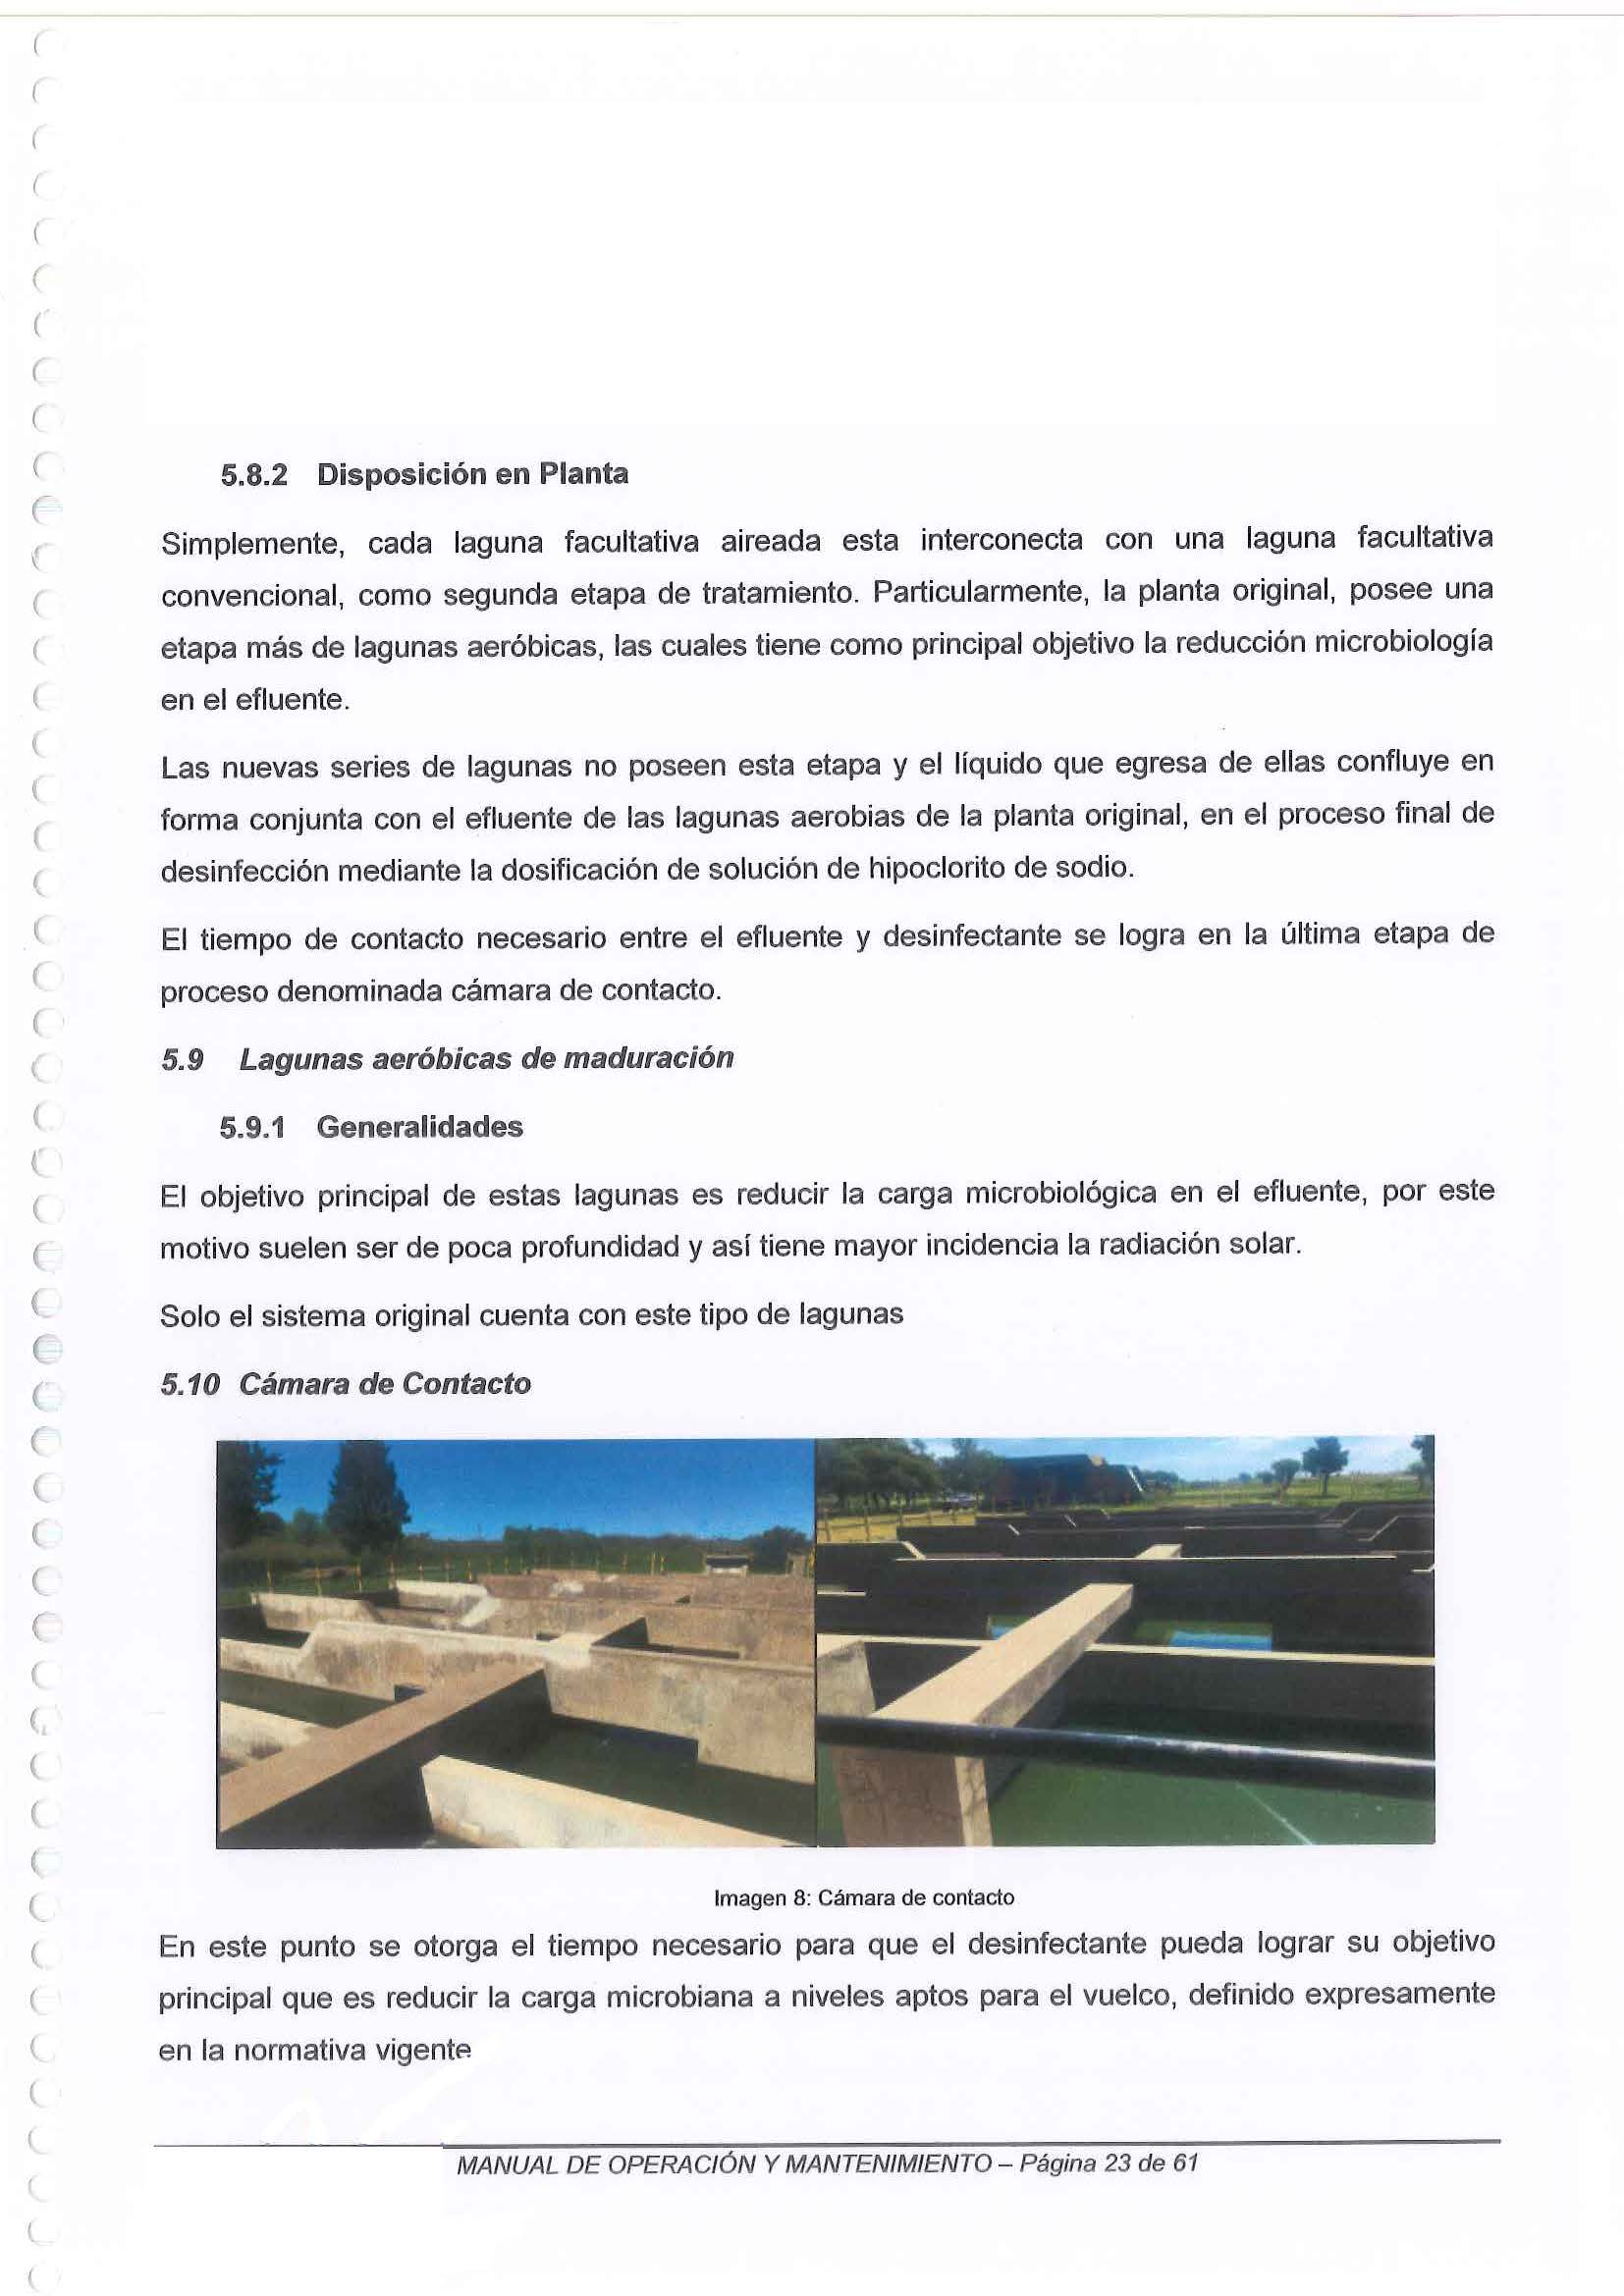 5.8.2 Disposición en Planta
Simplemente, cada laguna facultativa aireada esta interconecta con una laguna facultativa
convencional, como segunda etapa de tratamiento. Particularmente, la planta original, posee una
etapa más de lagunas aeróbicas, las cuales tiene como principal objetivo la reducción microbiología
en el efluente.
Las nuevas series de lagunas no poseen esta etapa y el líquido que egresa de ellas confluye en
forma conjunta con el efluente de las lagunas aerobias de la planta original, en el proceso final de
desinfección mediante la dosificación de solución de hipoclorito de sodio.
El tiempo de contacto necesario entre el efluente y desinfectante se logra en la última etapa de
proceso denominada cámara de contacto.
5.9 Lagunas aeróbicas de maduración
5.9.1 Generalidades
El objetivo principal de estas lagunas es reducir la carga microbiológica en el efluente, por este
motivo suelen ser de poca profundidad y así tiene mayor incidencia la radiación solar.
Solo el sistema original cuenta con este tipo de lagunas
5.10 Cámara de Contacto
Imagen 8: Cámara de contacto
En este punto se otorga el tiempo necesario para que el desinfectante pueda lograr su objetivo
principal que es reducir la carga microbiana a niveles aptos para el vuelco, definido expresamente
en la normativa vigente
MANUAL DE OPERACIÓN Y MANTENIMIENTO – Página 23 de 61